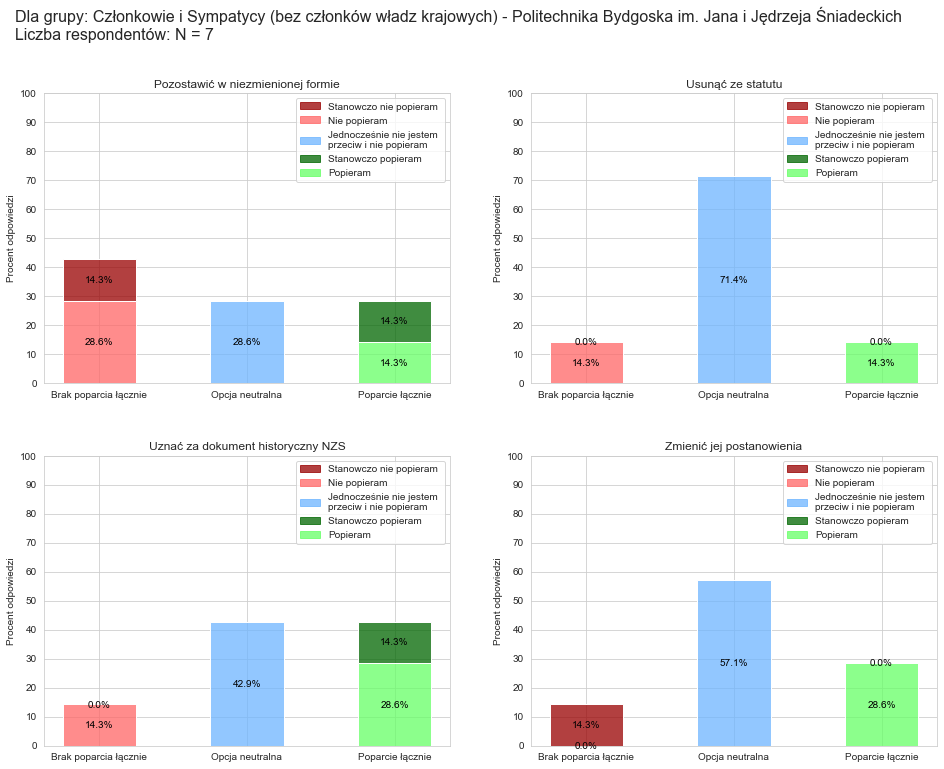 Dla grupy: Członkowie i Sympatycy (bez członków władz krajowych) - Politechnika Bydgoska im. Jana i Jędrzeja Śniadeckich
Liczba respondentów: N = 7
Pozostawić w niezmienionej formie
Procent odpowiedzi
100
90
80
70
60
50
40
30
20
10
0
Stanowczo nie popieram
Nie popieram
Jednocześnie nie jestem
przeciw i nie popieram
Stanowczo popieram
Popieram
14.3%
28.6%
28.6%
14.3%
14.3%
Brak poparcia łącznie
Opcja neutralna
Poparcie łącznie
Usunąć ze statutu
Procent odpowiedzi
100
90
80
70
60
50
40
30
20
10
0
Stanowczo nie popieram
Nie popieram
Jednocześnie nie jestem
przeciw i nie popieram
Stanowczo popieram
Popieram
0.0%
14.3%
71.4%
0.0%
14.3%
Brak poparcia łącznie
Opcja neutralna
Poparcie łącznie
Uznać za dokument historyczny NZS
Procent odpowiedzi
100
90
80
70
60
50
40
30
20
10
0
Stanowczo nie popieram
Nie popieram
Jednocześnie nie jestem
przeciw i nie popieram
Stanowczo popieram
Popieram
0.0%
14.3%
42.9%
14.3%
28.6%
Brak poparcia łącznie
Opcja neutralna
Poparcie łącznie
Zmienić jej postanowienia
Procent odpowiedzi
100
90
80
70
60
50
40
30
20
10
0
Stanowczo nie popieram
Nie popieram
Jednocześnie nie jestem
przeciw i nie popieram
Stanowczo popieram
Popieram
14.3%
0.0%
57.1%
0.0%
28.6%
Brak poparcia łącznie
Opcja neutralna
Poparcie łącznie